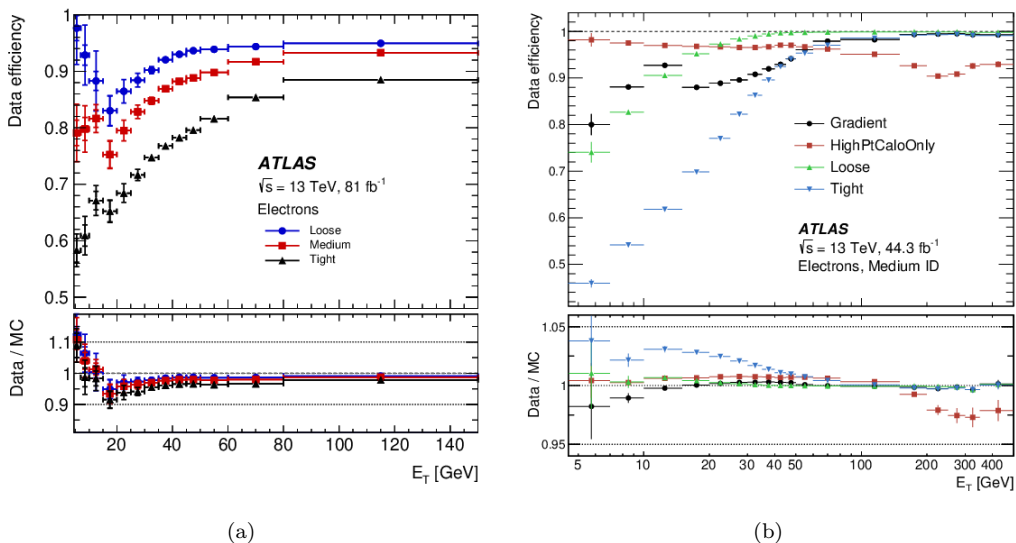 Data efficiency
1
0.9
0.8
0.7
0.6
0.5
ATLAS
√s = 13 TeV, 81 fb⁻¹
Electrons
Loose
Medium
Tight
Data / MC
1.1
1
0.9
20 40 60 80 100 120 140
E_T [GeV]
(a)
Data efficiency
1
0.9
0.8
0.7
0.6
0.5
Gradient
HighPtCaloOnly
Loose
Tight
ATLAS
√s = 13 TeV, 44.3 fb⁻¹
Electrons, Medium ID
Data / MC
1.05
1
0.95
5 10 20 30 40 50 100 200 300 400
E_T [GeV]
(b)